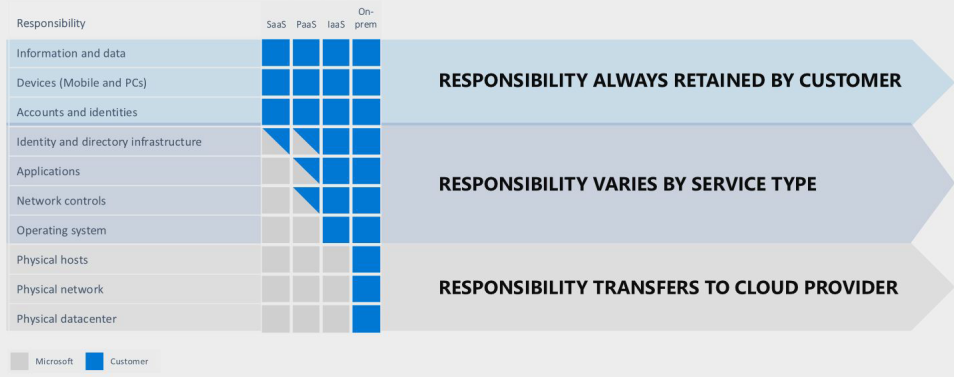 Responsibility SaaS PaaS IaaS On-
prem
Information and data
Devices (Mobile and PCs)
Accounts and identities
RESPONSIBILITY ALWAYS RETAINED BY CUSTOMER
Identity and directory infrastructure
Applications
Network controls
Operating system
RESPONSIBILITY VARIES BY SERVICE TYPE
Physical hosts
Physical network
Physical datacenter
RESPONSIBILITY TRANSFERS TO CLOUD PROVIDER
Microsoft Customer